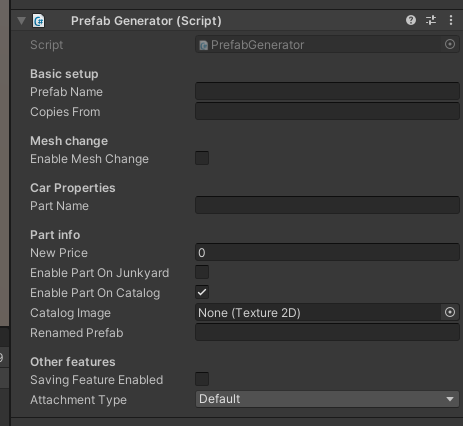 Prefab Generator (Script)
Script PrefabGenerator
Basic setup
Prefab Name
Copies From
Mesh change
Enable Mesh Change
Car Properties
Part Name
Part info
New Price 0
Enable Part On Junkyard
Enable Part On Catalog
Catalog Image None (Texture 2D)
Renamed Prefab
Other features
Saving Feature Enabled
Attachment Type Default